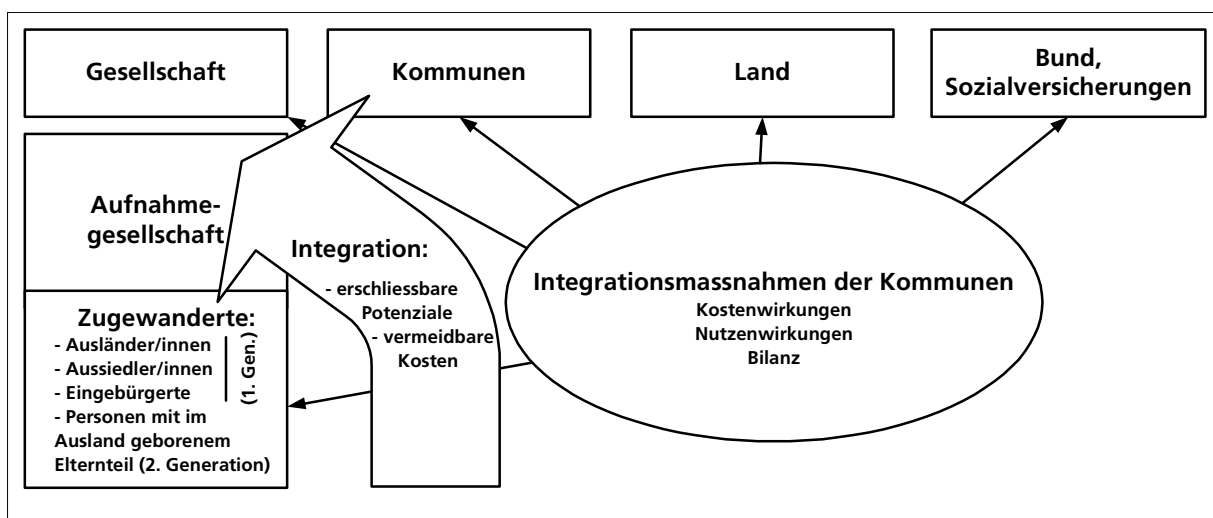 Gesellschaft
Kommunen
Land
Bund,
Sozialversicherungen
Aufnahme-
gesellschaft
Integration:
- erschliessbare
Potenziale
- vermeidbare
Kosten
Integrationsmassnahmen der Kommunen
Kostenwirkungen
Nutzenwirkungen
Bilanz
Zugewanderte:
- Ausländer/innen
- Aussiedler/innen
- Eingebürgerte
(1. Gen.)
- Personen mit im
Ausland geborenem
Elternteil (2. Generation)